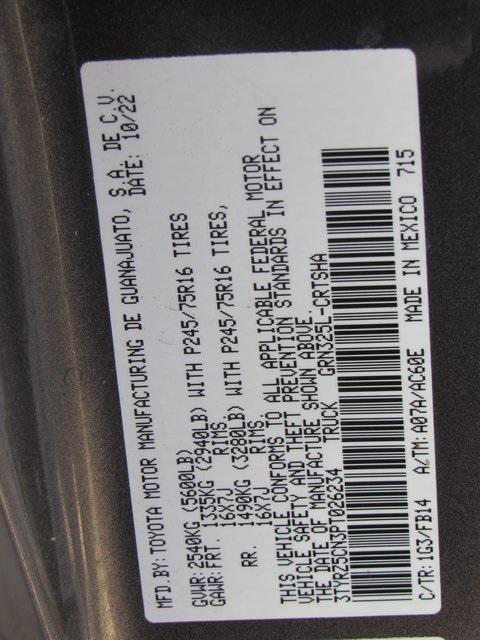 MFD.BY:TOYOTA MOTOR MANUFACTURING DE GUANAJUATO, S.A. DE C.V.
DATE: 10/22
GVWR:2540KG (5600LB)
GAWR:FRT. 1335KG (2940LB) WITH P245/75R16 TIRES
16X7J RIMS.
RR. 1490KG (3280LB) WITH P245/75R16 TIRES,
16X7J RIMS.
THIS VEHICLE CONFORMS TO ALL APPLICABLE FEDERAL MOTOR
VEHICLE SAFETY AND THEFT PREVENTION STANDARDS IN EFFECT ON
THE DATE OF MANUFACTURE SHOWN ABOVE.
3TYRZ5CN3PT026234 TRUCK GRN325L-CRTSHA
C/TR:1G3/FB14 A/TM:A07A/AC60E MADE IN MEXICO 715